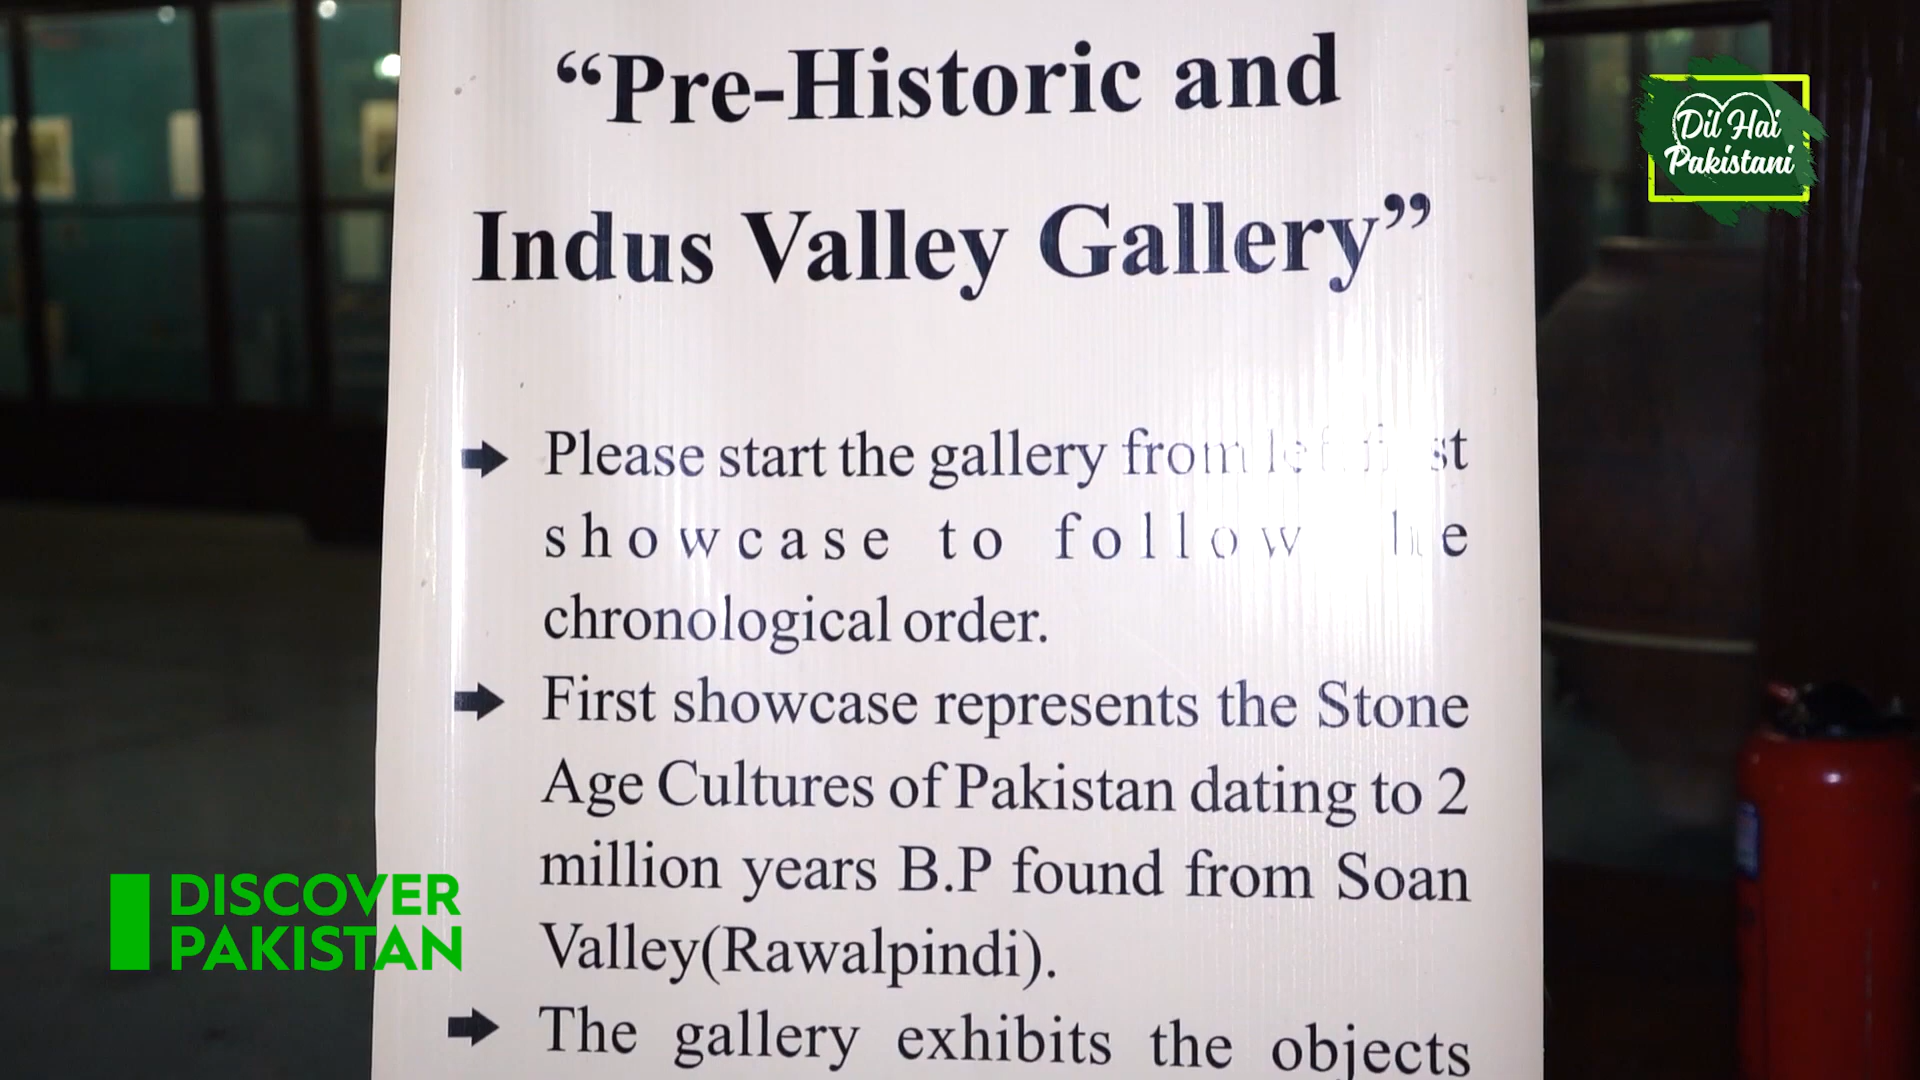 “Pre-Historic and
Indus Valley Gallery”
Please start the gallery from
showcase to follow
chronological order.
First showcase represents the Stone
Age Cultures of Pakistan dating to 2
million years B.P found from Soan
Valley(Rawalpindi).
The gallery exhibits the objects
Dil Hai
Pakistani
DISCOVER
PAKISTAN